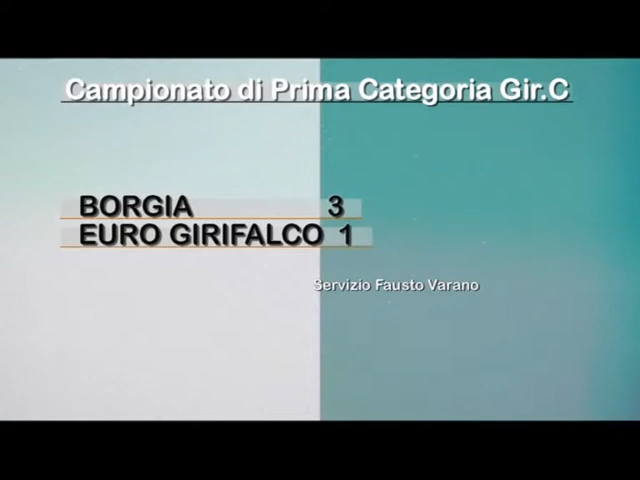 Campionato di Prima Categoria Gir.C
BORGIA 3
EURO GIRIFALCO 1
Servizio Fausto Varano